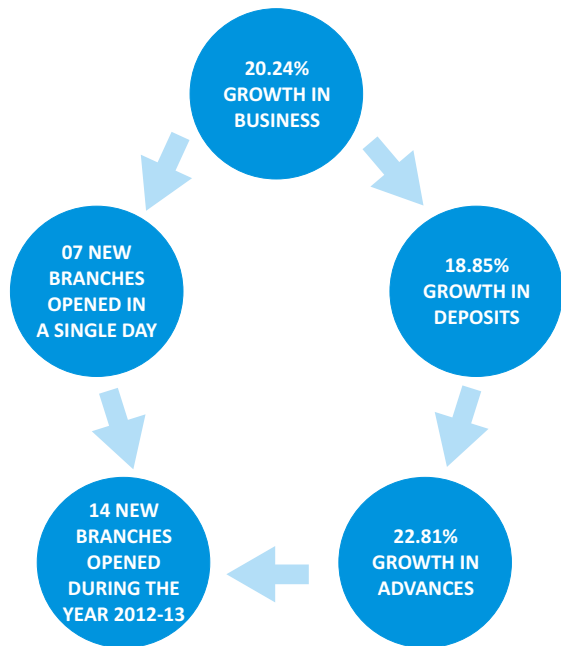 20.24%
GROWTH IN
BUSINESS
07 NEW
BRANCHES
OPENED IN
A SINGLE DAY
18.85%
GROWTH IN
DEPOSITS
14 NEW
BRANCHES
OPENED
DURING THE
YEAR 2012-13
22.81%
GROWTH IN
ADVANCES